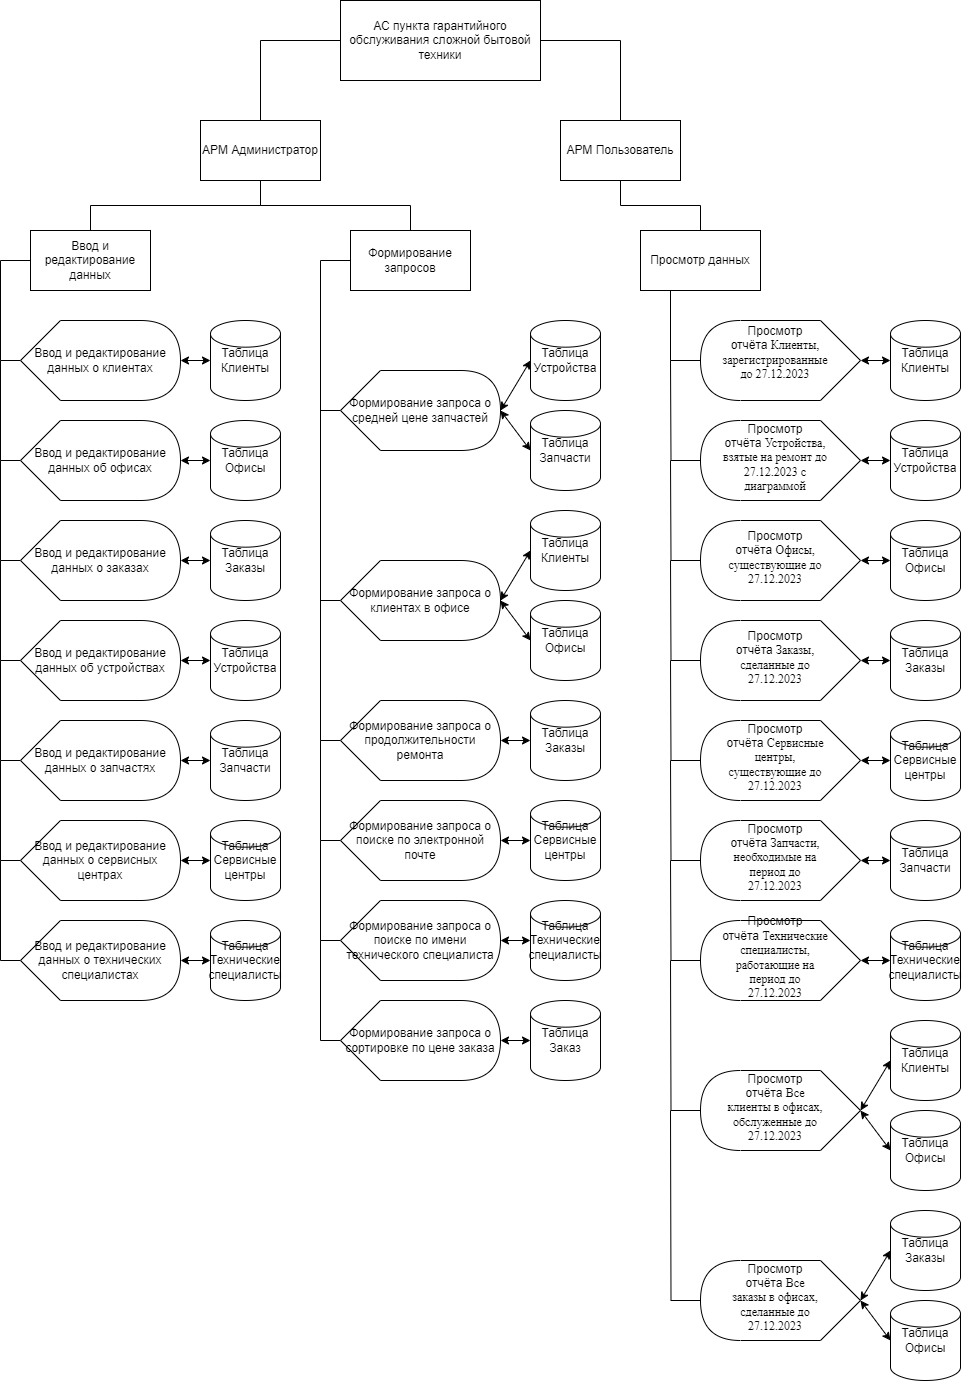 АС пункта гарантийного
обслуживания сложной бытовой
техники
АРМ Администратор
АРМ Пользователь
Ввод и
редактирование
данных
Формирование
запросов
Просмотр данных
Ввод и редактирование
данных о клиентах
Таблица
Клиенты
Ввод и редактирование
данных об офисах
Таблица
Офисы
Ввод и редактирование
данных о заказах
Таблица
Заказы
Ввод и редактирование
данных об устройствах
Таблица
Устройства
Ввод и редактирование
данных о запчастях
Таблица
Запчасти
Ввод и редактирование
данных о сервисных
центрах
Таблица
Сервисные
центры
Ввод и редактирование
данных о технических
специалистах
Таблица
Технические
специалисты
Формирование запроса о
средней цене запчастей
Таблица
Устройства
Таблица
Запчасти
Формирование запроса о
клиентах в офисе
Таблица
Клиенты
Таблица
Офисы
Формирование запроса о
продолжительности
ремонта
Таблица
Заказы
Формирование запроса о
поиске по электронной
почте
Таблица
Сервисные
центры
Формирование запроса о
поиске по имени
технического специалиста
Таблица
Технические
специалисты
Формирование запроса о
сортировке по цене заказа
Таблица
Заказ
Просмотр
отчёта Клиенты,
зарегистрированные
до 27.12.2023
Таблица
Клиенты
Просмотр
отчёта Устройства,
взятые на ремонт до
27.12.2023 с
диаграммой
Таблица
Устройства
Просмотр
отчёта Офисы,
существующие до
27.12.2023
Таблица
Офисы
Просмотр
отчёта Заказы,
сделанные до
27.12.2023
Таблица
Заказы
Просмотр
отчёта Сервисные
центры,
существующие до
27.12.2023
Таблица
Сервисные
центры
Просмотр
отчёта Запчасти,
необходимые на
период до
27.12.2023
Таблица
Запчасти
Просмотр
отчёта Технические
специалисты,
работающие на
период до
27.12.2023
Таблица
Технические
специалисты
Просмотр
отчёта Все
клиенты в офисах,
обслуженные до
27.12.2023
Таблица
Клиенты
Таблица
Офисы
Просмотр
отчёта Все
заказы в офисах,
сделанные до
27.12.2023
Таблица
Заказы
Таблица
Офисы